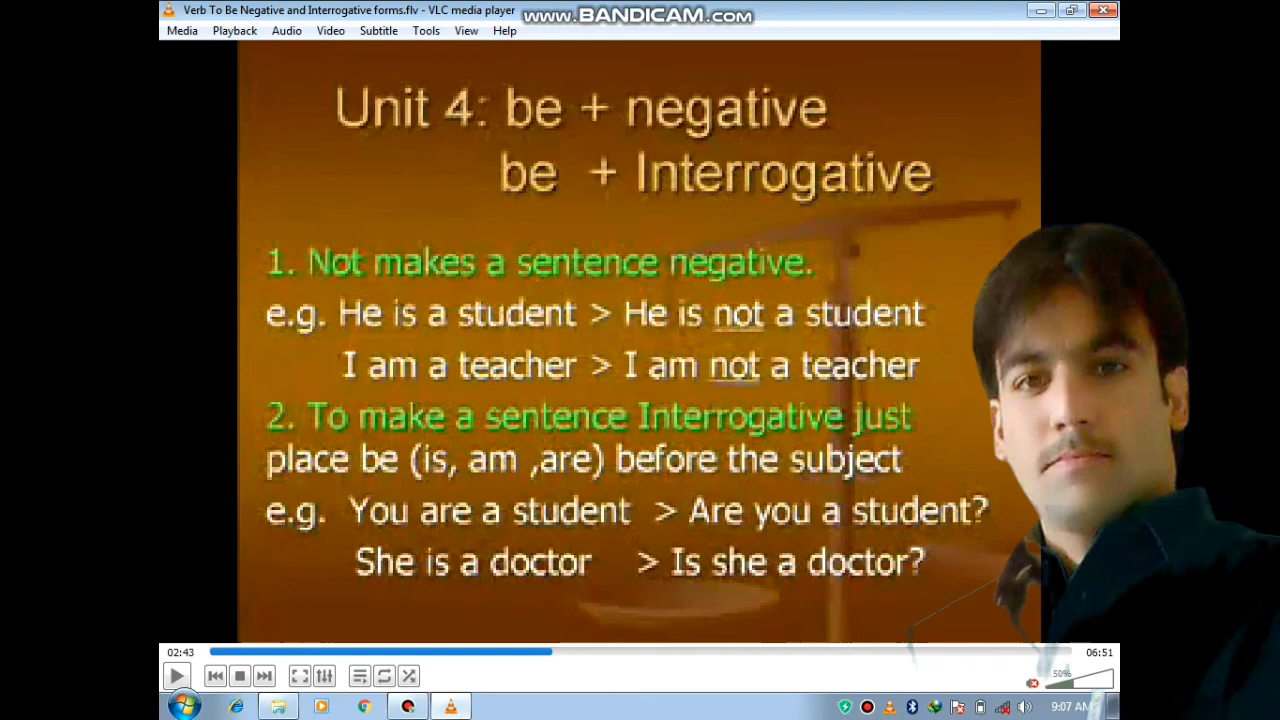 Verb To Be Negative and Interrogative forms.flv - VLC media player
www.BANDICAM.com
Media Playback Audio Video Subtitle Tools View Help
Unit 4: be + negative
be + Interrogative
1. Not makes a sentence negative.
e.g. He is a student > He is not a student
I am a teacher > I am not a teacher
2. To make a sentence Interrogative just
place be (is, am ,are) before the subject
e.g. You are a student > Are you a student?
She is a doctor > Is she a doctor?
02:43 06:51
50%
9:07 AM